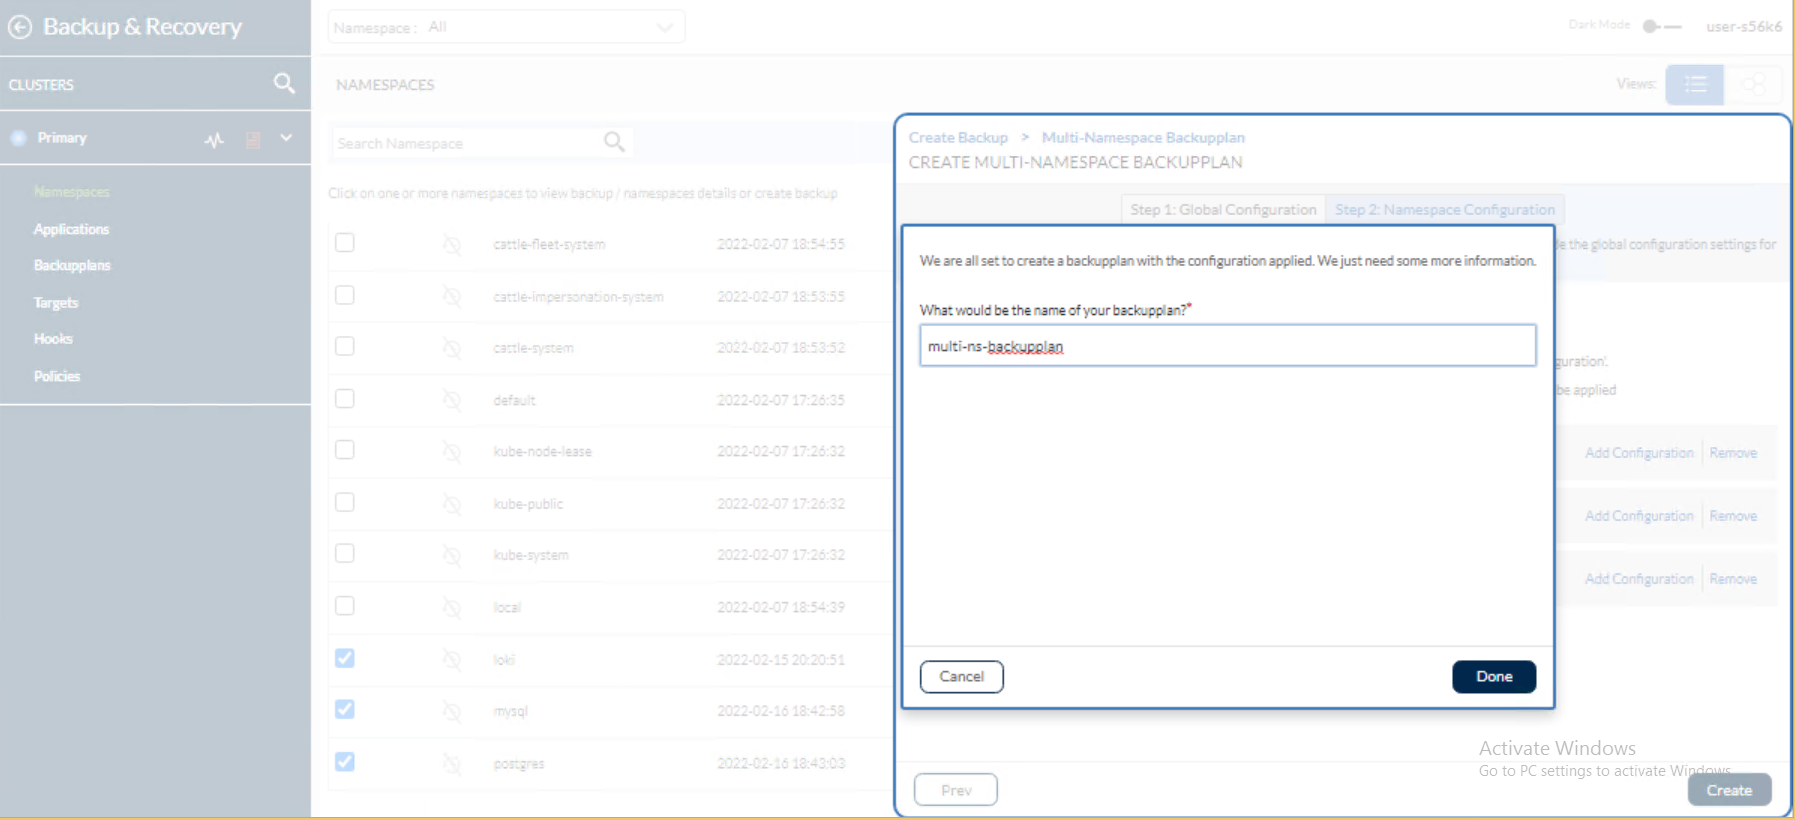 Backup & Recovery
Namespace : All
Dark Mode
user-s56k6
CLUSTERS
NAMESPACES
Views:
Primary
Search Namespace
Click on one or more namespaces to view backup / namespaces details or create backup
Namespaces
Applications
Backupplans
Targets
Hooks
Policies
cattle-fleet-system 2022-02-07 18:54:55
cattle-impersonation-system 2022-02-07 18:53:55
cattle-system 2022-02-07 18:53:52
default 2022-02-07 17:26:35
kube-node-lease 2022-02-07 17:26:32
kube-public 2022-02-07 17:26:32
kube-system 2022-02-07 17:26:32
local 2022-02-07 18:54:39
loki 2022-02-15 20:20:51
mysql 2022-02-16 18:42:58
postgres 2022-02-16 18:43:03
Create Backup > Multi-Namespace Backupplan
CREATE MULTI-NAMESPACE BACKUPPLAN
Step 1: Global Configuration Step 2: Namespace Configuration
the global configuration settings for
We are all set to create a backupplan with the configuration applied. We just need some more information.
What would be the name of your backupplan?*
multi-ns-backupplan
guration'.
be applied
Add Configuration Remove
Add Configuration Remove
Add Configuration Remove
Cancel
Done
Activate Windows
Go to PC settings to activate Windows.
Prev
Create